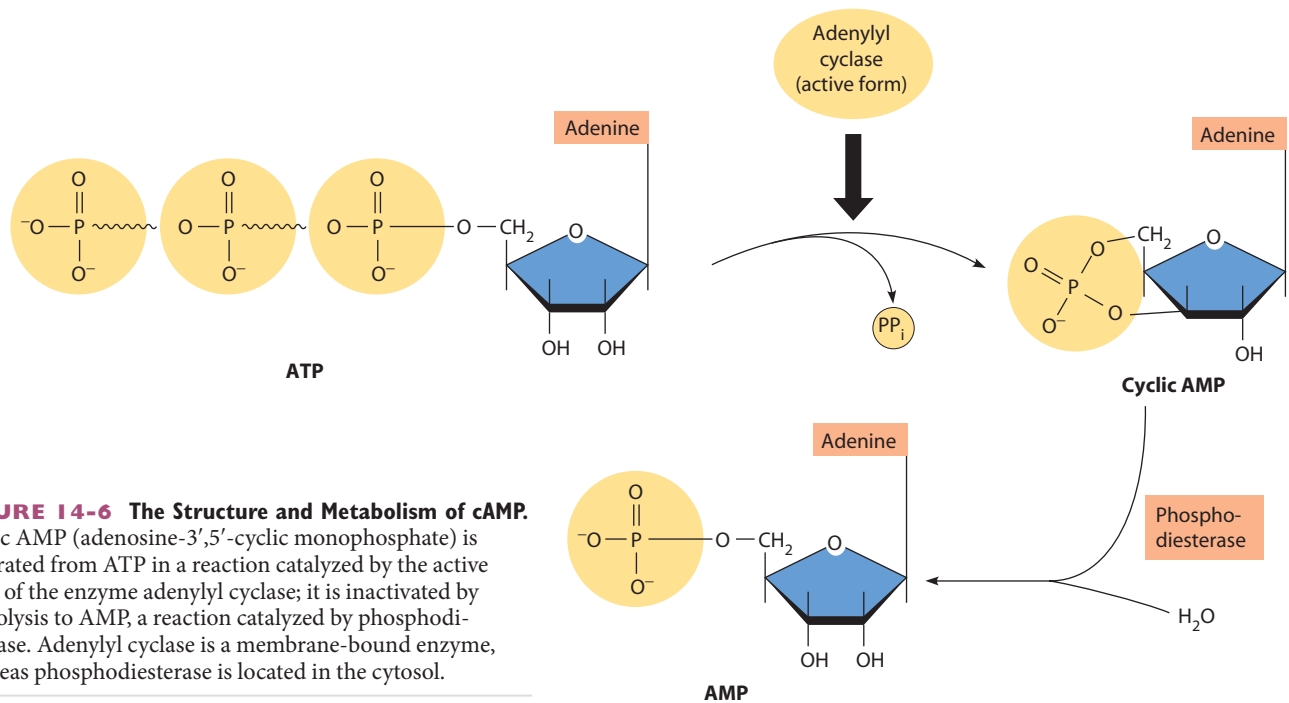 Adenylyl
cyclase
(active form)
Adenine
Adenine
O O O
⁻O—P O—P O—P—O—CH₂ O
O⁻ O⁻ O⁻
OH OH
ATP
PPᵢ
O CH₂ O
O P
O⁻ O
OH
Cyclic AMP
Adenine
O
⁻O—P—O—CH₂ O
O⁻
OH OH
AMP
Phospho-
diesterase
H₂O
URE 14-6 The Structure and Metabolism of cAMP.
c AMP (adenosine-3′,5′-cyclic monophosphate) is
rated from ATP in a reaction catalyzed by the active
of the enzyme adenylyl cyclase; it is inactivated by
olysis to AMP, a reaction catalyzed by phosphodi-
ase. Adenylyl cyclase is a membrane-bound enzyme,
eas phosphodiesterase is located in the cytosol.